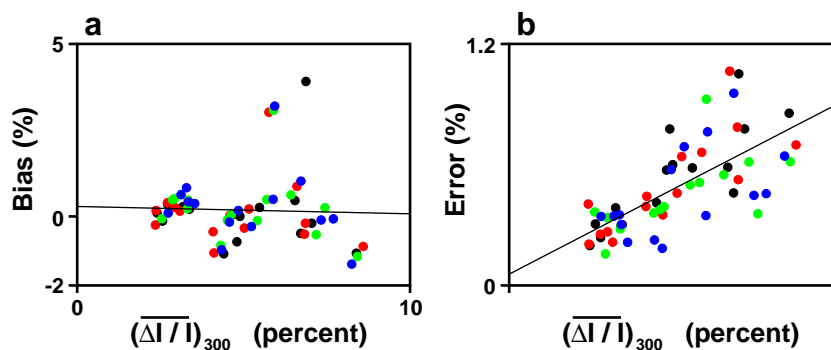 a
5
0
-2
Bias (%)
0
10
(ΔI / I)₃₀₀ (percent)
b
1.2
0
Error (%)
(ΔI / I)₃₀₀ (percent)